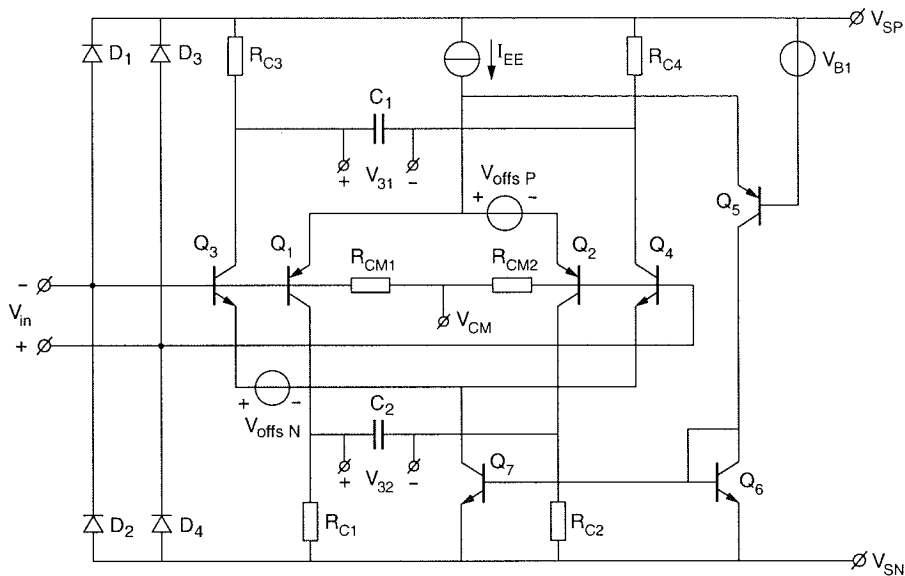 V_SP
D_1
D_3
R_C3
I_EE
R_C4
V_B1
C_1
+ V_31 -
V_offs P
+ -
Q_5
Q_3
Q_1
R_CM1
R_CM2
Q_2
Q_4
-
V_in
+
V_CM
+ -
V_offs N
C_2
+ V_32 -
Q_7
Q_6
D_2
D_4
R_C1
R_C2
V_SN